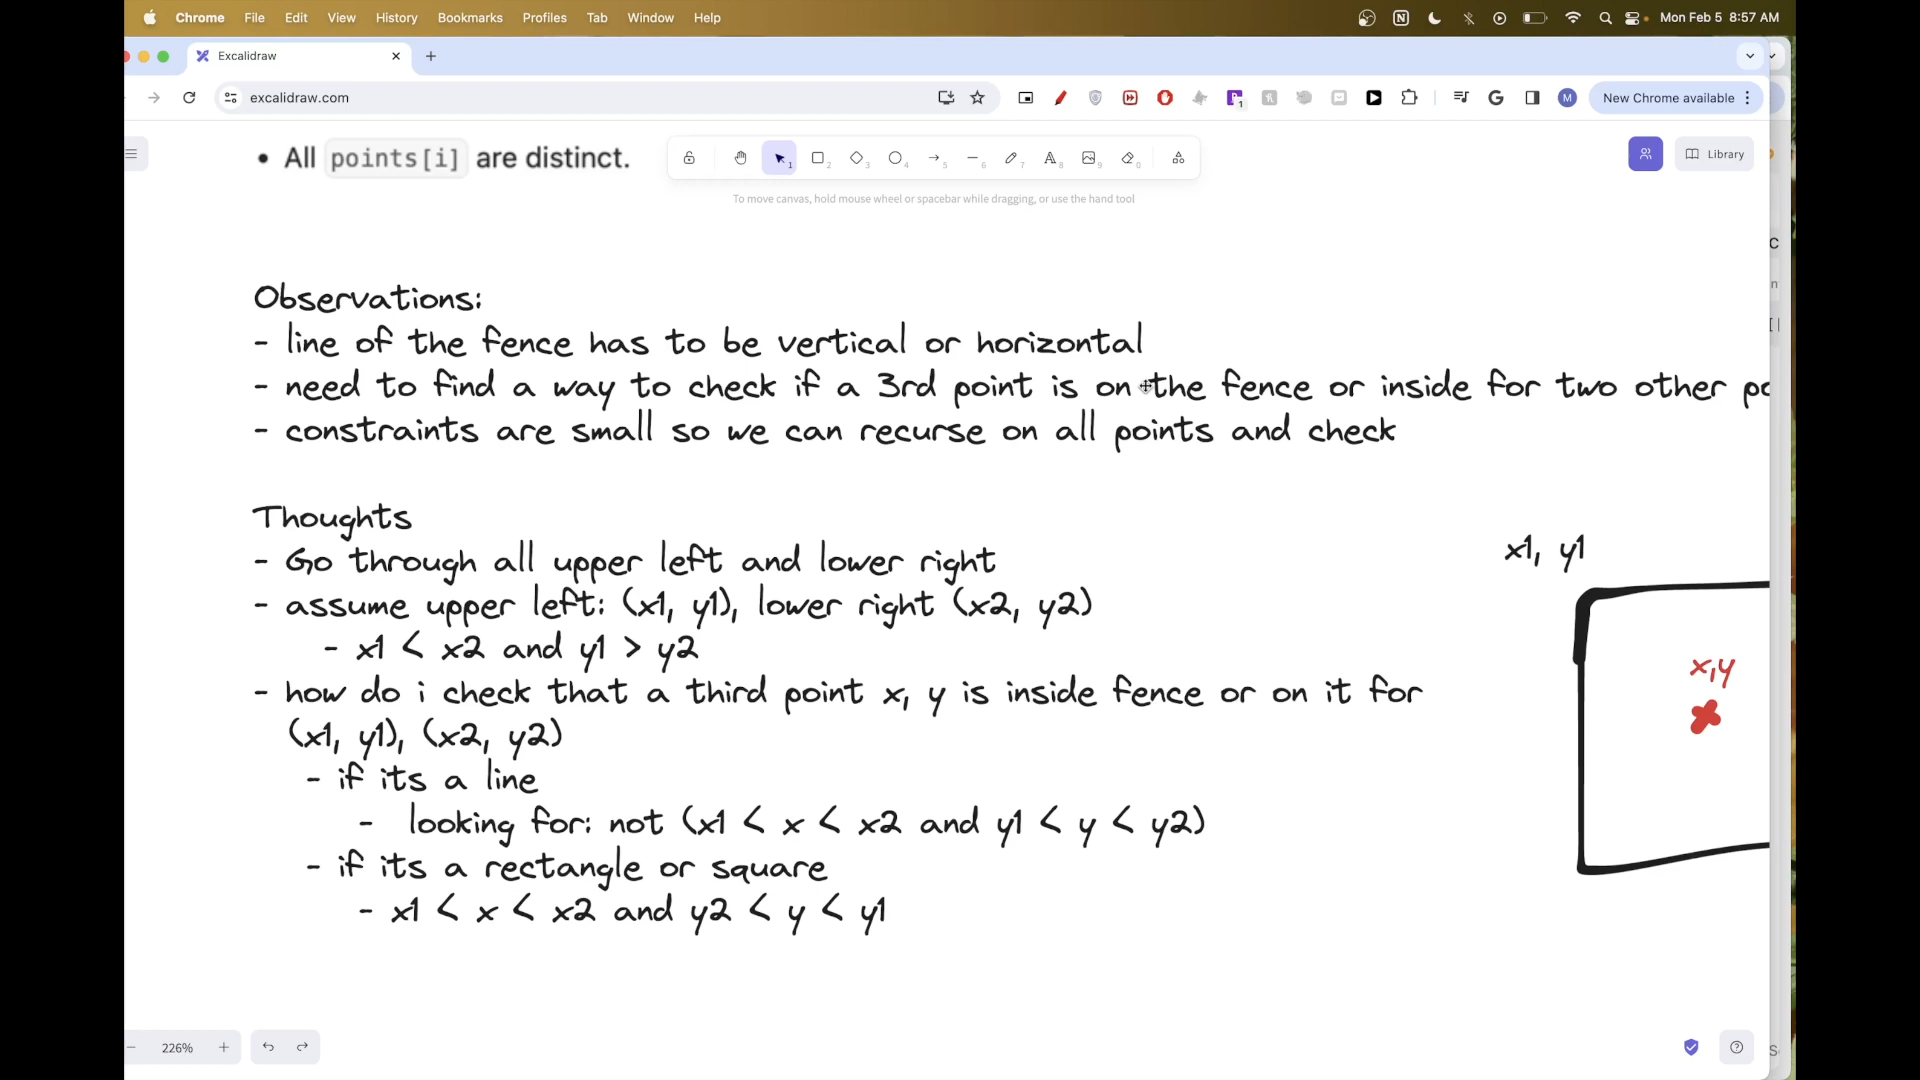 Chrome File Edit View History Bookmarks Profiles Tab Window Help Mon Feb 5 8:57 AM
Excalidraw
excalidraw.com
New Chrome available
All points[i] are distinct.
Library
To move canvas, hold mouse wheel or spacebar while dragging, or use the hand tool
Observations:
- line of the fence has to be vertical or horizontal
- need to find a way to check if a 3rd point is on the fence or inside for two other po
- constraints are small so we can recurse on all points and check
Thoughts
- Go through all upper left and lower right
- assume upper left: (x1, y1), lower right (x2, y2)
- x1 < x2 and y1 > y2
- how do i check that a third point x, y is inside fence or on it for
(x1, y1), (x2, y2)
- if its a line
- looking for: not (x1 < x < x2 and y1 < y < y2)
- if its a rectangle or square
- x1 < x < x2 and y2 < y < y1
x1, y1
x,y
226%